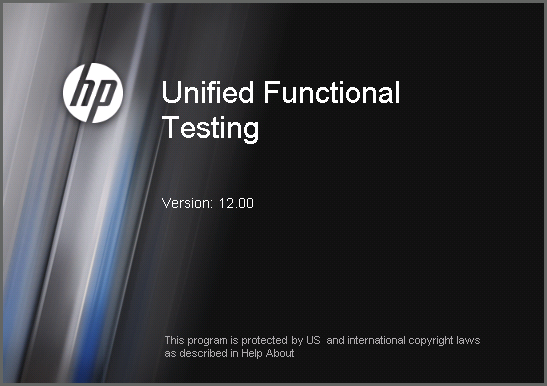 hp
Unified Functional
Testing
Version: 12.00
This program is protected by US and international copyright laws
as described in Help About